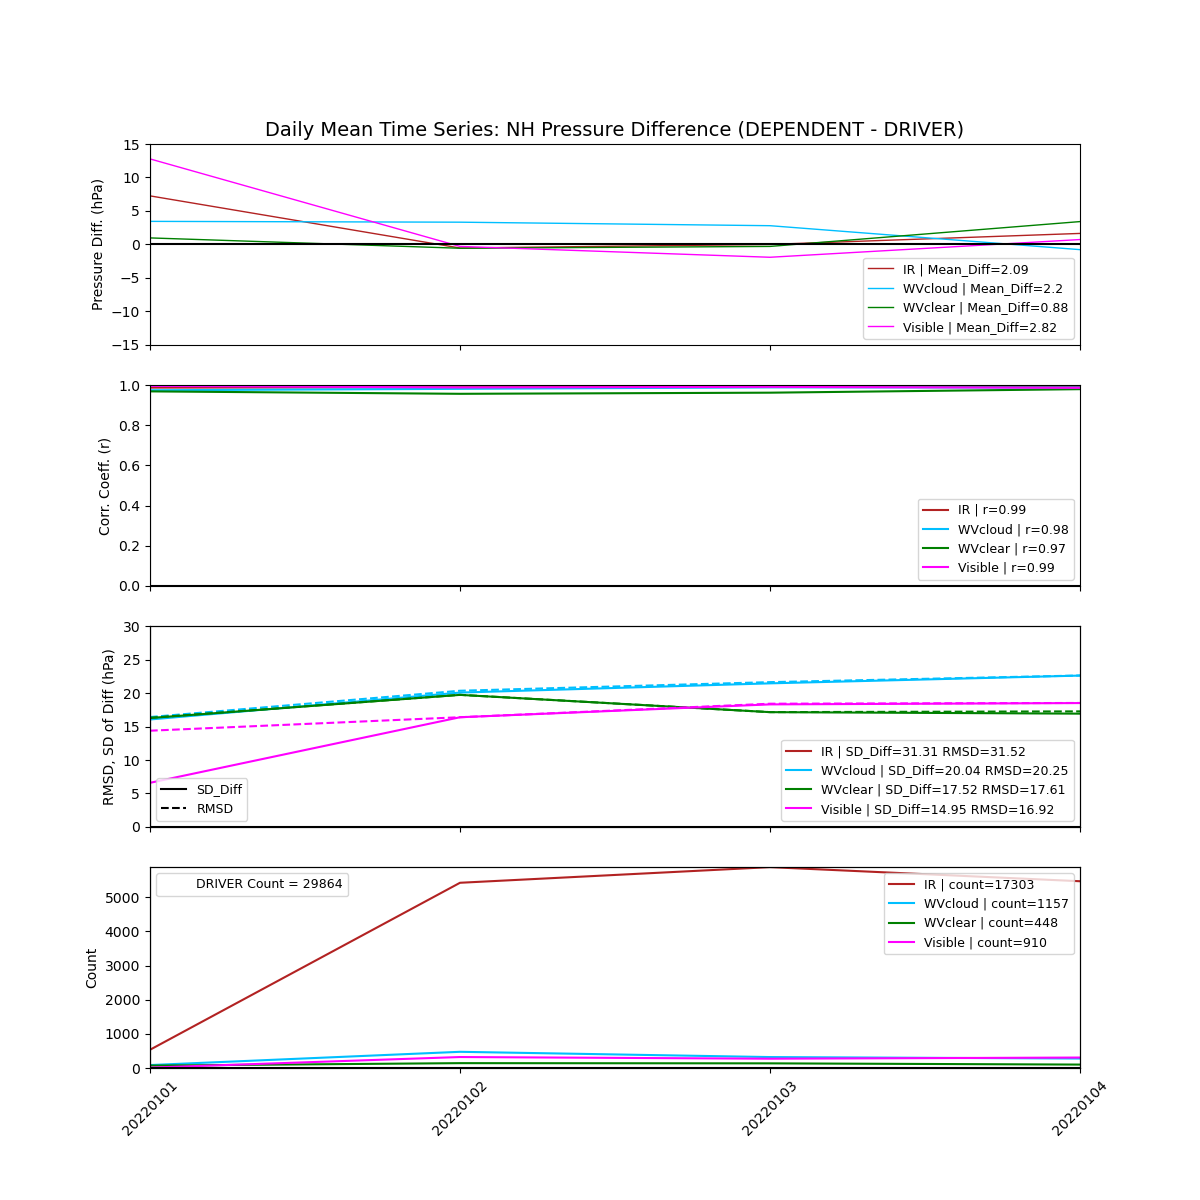 Daily Mean Time Series: NH Pressure Difference (DEPENDENT - DRIVER)
Pressure Diff. (hPa)
15
10
5
0
−5
−10
−15
IR | Mean_Diff=2.09
WVcloud | Mean_Diff=2.2
WVclear | Mean_Diff=0.88
Visible | Mean_Diff=2.82
Corr. Coeff. (r)
1.0
0.8
0.6
0.4
0.2
0.0
IR | r=0.99
WVcloud | r=0.98
WVclear | r=0.97
Visible | r=0.99
RMSD, SD of Diff (hPa)
30
25
20
15
10
5
0
SD_Diff
RMSD
IR | SD_Diff=31.31 RMSD=31.52
WVcloud | SD_Diff=20.04 RMSD=20.25
WVclear | SD_Diff=17.52 RMSD=17.61
Visible | SD_Diff=14.95 RMSD=16.92
Count
5000
4000
3000
2000
1000
0
DRIVER Count = 29864
IR | count=17303
WVcloud | count=1157
WVclear | count=448
Visible | count=910
20220101
20220102
20220103
20220104